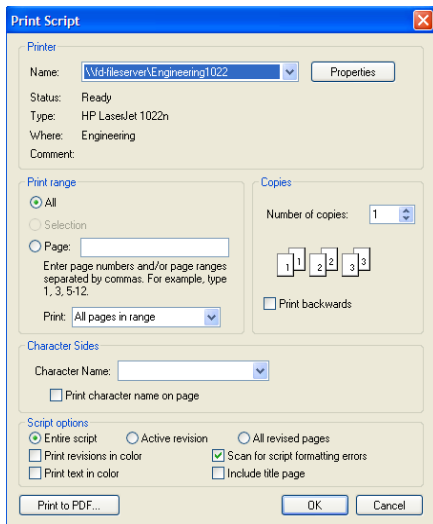 Print Script
Printer
Name: \\fd-fileserver\Engineering1022 Properties
Status: Ready
Type: HP LaserJet 1022n
Where: Engineering
Comment:
Print range
All
Selection
Page:
Enter page numbers and/or page ranges
separated by commas. For example, type
1, 3, 5-12.
Print: All pages in range
Copies
Number of copies: 1
1 1 2 2 3 3
Print backwards
Character Sides
Character Name:
Print character name on page
Script options
Entire script Active revision All revised pages
Print revisions in color Scan for script formatting errors
Print text in color Include title page
Print to PDF... OK Cancel